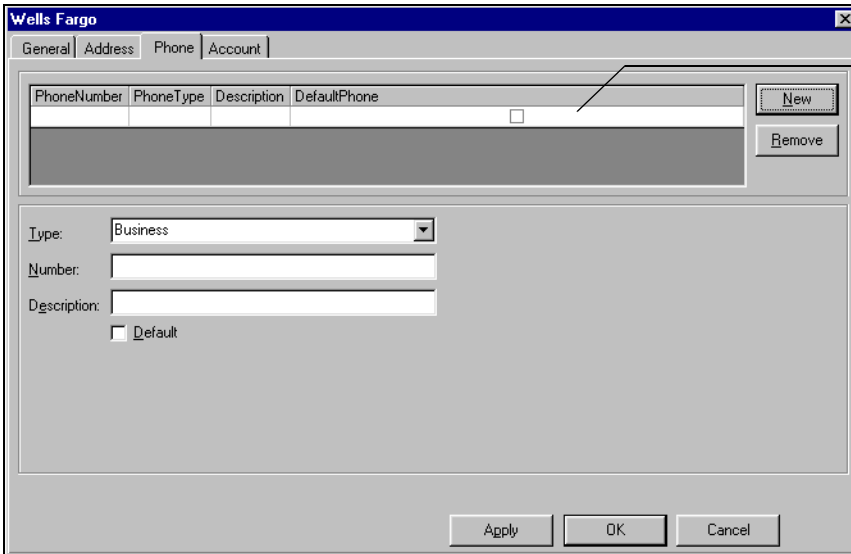 Wells Fargo
General Address Phone Account
PhoneNumber PhoneType Description DefaultPhone
New
Remove
Type: Business
Number:
Description:
Default
Apply OK Cancel